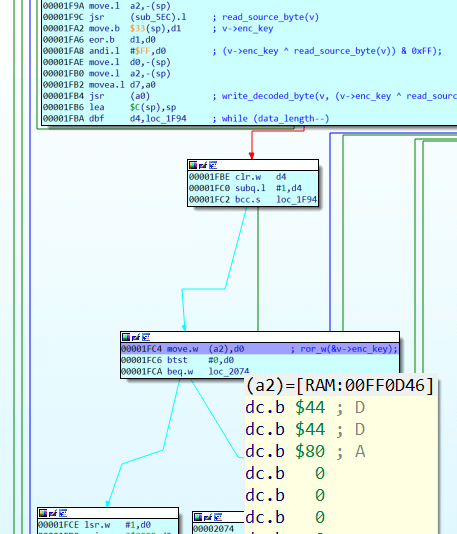 00001F9A move.l a2,-(sp)
00001F9C jsr (sub_5EC).l ; read_source_byte(v)
00001FA2 move.b $33(sp),d1 ; v->enc_key
00001FA6 eor.b d1,d0
00001FA8 andi.l #$FF,d0 ; (v->enc_key ^ read_source_byte(v)) & 0xFF);
00001FAE move.l d0,-(sp)
00001FB0 move.l a2,-(sp)
00001FB2 movea.l d7,a0
00001FB4 jsr (a0) ; write_decoded_byte(v, (v->enc_key ^ read_sourc
00001FB6 lea $C(sp),sp
00001FBA dbf d4,loc_1F94 ; while (data_length--)
00001FBE clr.w d4
00001FC0 subq.l #1,d4
00001FC2 bcc.s loc_1F94
00001FC4 move.w (a2),d0 ; ror_w(&v->enc_key);
00001FC6 btst #0,d0
00001FCA beq.w loc_2074
(a2)=[RAM:00FF0D46]
dc.b $44 ; D
dc.b $44 ; D
dc.b $80 ; А
dc.b 0
dc.b 0
dc.b 0
00001FCE lsr.w #1,d0
00002074